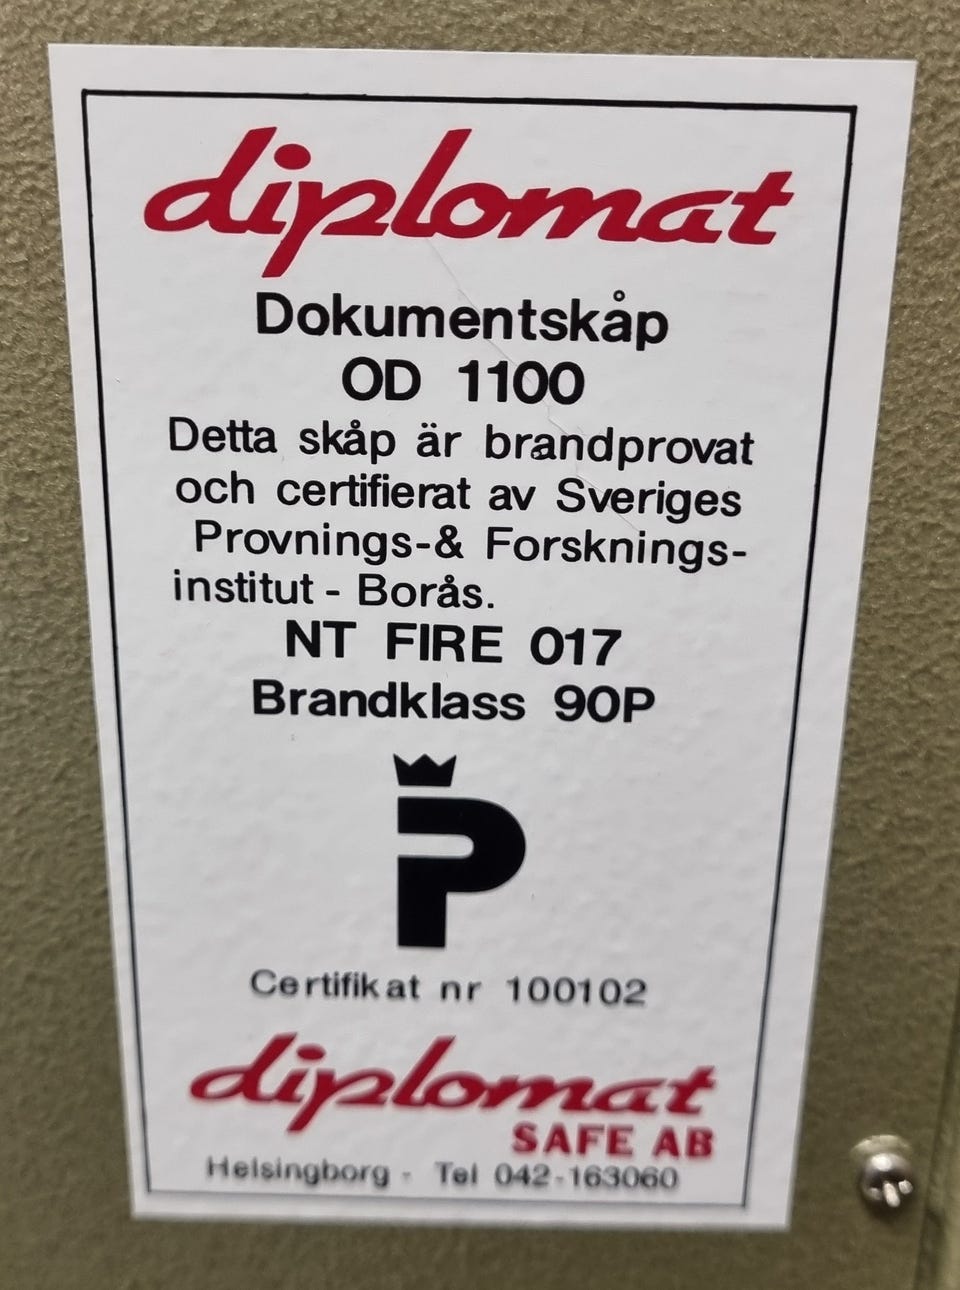 diplomat
Dokumentskåp
OD 1100
Detta skåp är brandprovat
och certifierat av Sveriges
Provnings-& Forsknings-
institut - Borås.
NT FIRE 017
Brandklass 90P
P
Certifikat nr 100102
diplomat
SAFE AB
Helsingborg - Tel 042-163060